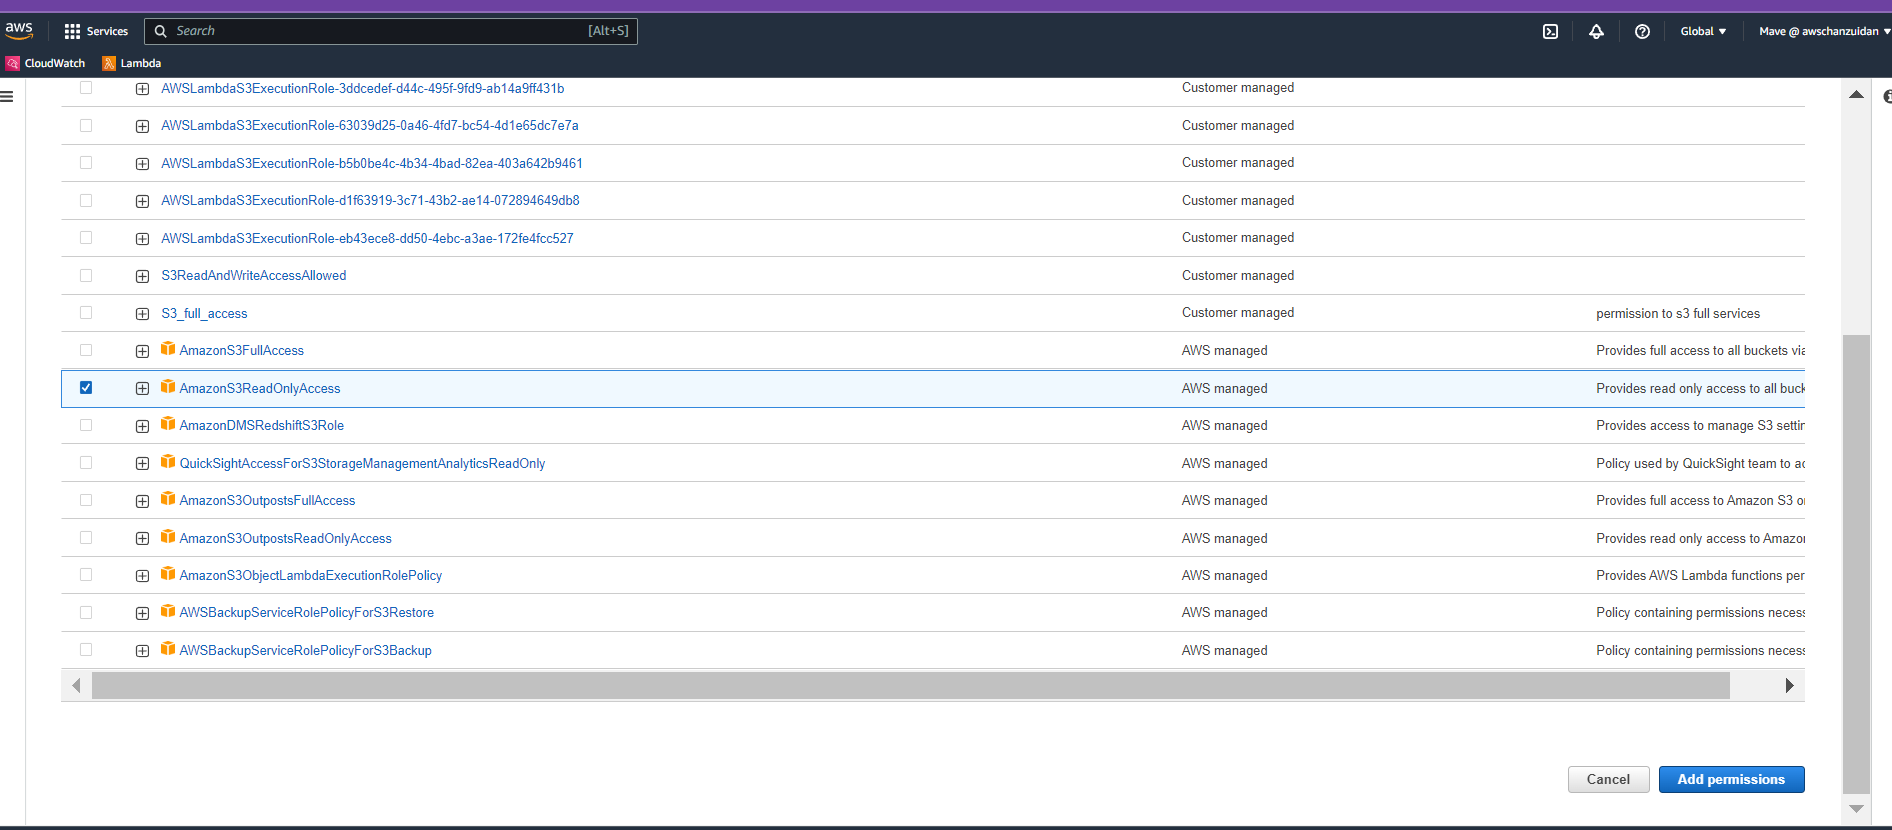 aws Services Search [Alt+S] Global Mave @ awschanzuidan
CloudWatch Lambda
AWSLambdaS3ExecutionRole-3ddcedef-d44c-495f-9fd9-ab14a9ff431b Customer managed
AWSLambdaS3ExecutionRole-63039d25-0a46-4fd7-bc54-4d1e65dc7e7a Customer managed
AWSLambdaS3ExecutionRole-b5b0be4c-4b34-4bad-82ea-403a642b9461 Customer managed
AWSLambdaS3ExecutionRole-d1f63919-3c71-43b2-ae14-072894649db8 Customer managed
AWSLambdaS3ExecutionRole-eb43ece8-dd50-4ebc-a3ae-172fe4fcc527 Customer managed
S3ReadAndWriteAccessAllowed Customer managed
S3_full_access Customer managed permission to s3 full services
AmazonS3FullAccess AWS managed Provides full access to all buckets via
AmazonS3ReadOnlyAccess AWS managed Provides read only access to all buck
AmazonDMSRedshiftS3Role AWS managed Provides access to manage S3 settin
QuickSightAccessForS3StorageManagementAnalyticsReadOnly AWS managed Policy used by QuickSight team to ac
AmazonS3OutpostsFullAccess AWS managed Provides full access to Amazon S3 o
AmazonS3OutpostsReadOnlyAccess AWS managed Provides read only access to Amazon
AmazonS3ObjectLambdaExecutionRolePolicy AWS managed Provides AWS Lambda functions per
AWSBackupServiceRolePolicyForS3Restore AWS managed Policy containing permissions necess
AWSBackupServiceRolePolicyForS3Backup AWS managed Policy containing permissions necess
Cancel Add permissions